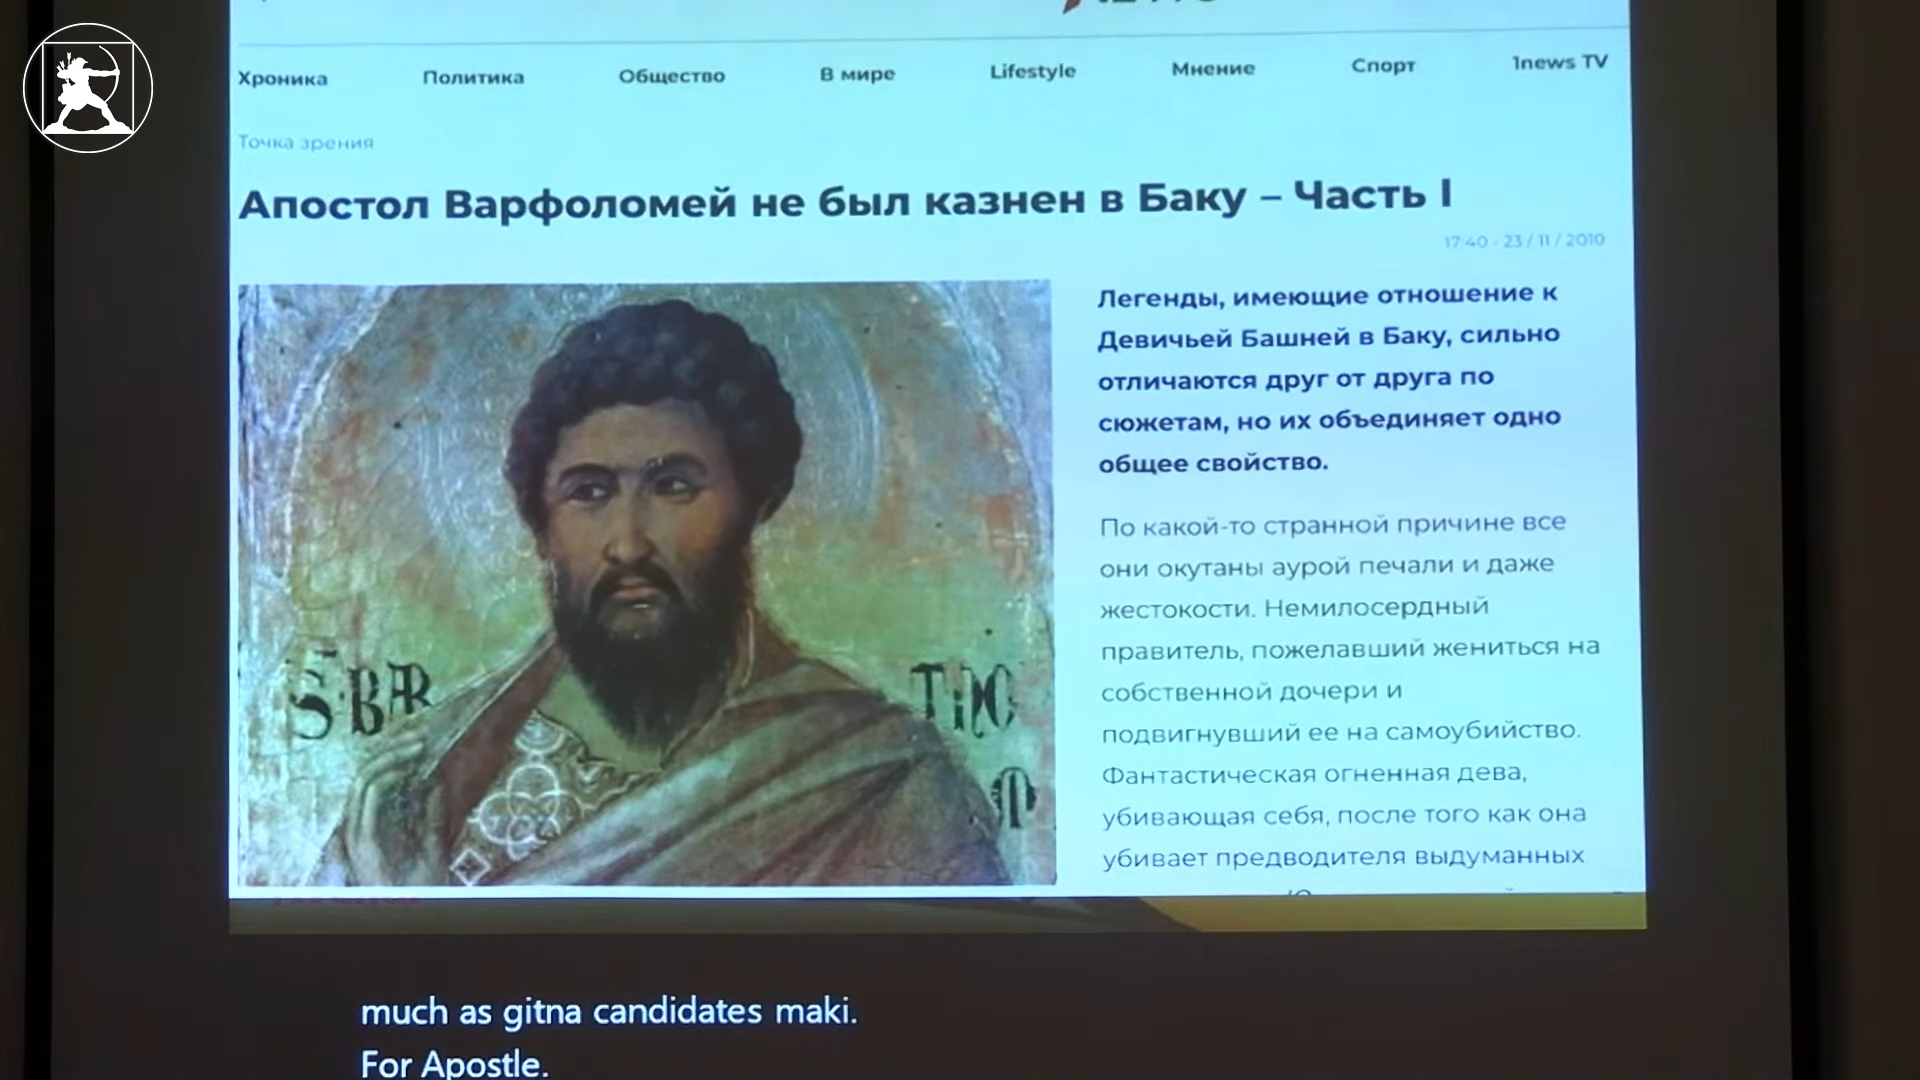 Хроника Политика Общество В мире Lifestyle Мнение Спорт 1news TV
Точка зрения
Апостол Варфоломей не был казнен в Баку – Часть I
17:40 - 23 / 11 / 2010
Легенды, имеющие отношение к
Девичьей Башней в Баку, сильно
отличаются друг от друга по
сюжетам, но их объединяет одно
общее свойство.
По какой-то странной причине все
они окутаны аурой печали и даже
жестокости. Немилосердный
правитель, пожелавший жениться на
собственной дочери и
подвигнувший ее на самоубийство.
Фантастическая огненная дева,
убивающая себя, после того как она
убивает предводителя выдуманных
S·BAR
much as gitna candidates maki.
For Apostle.